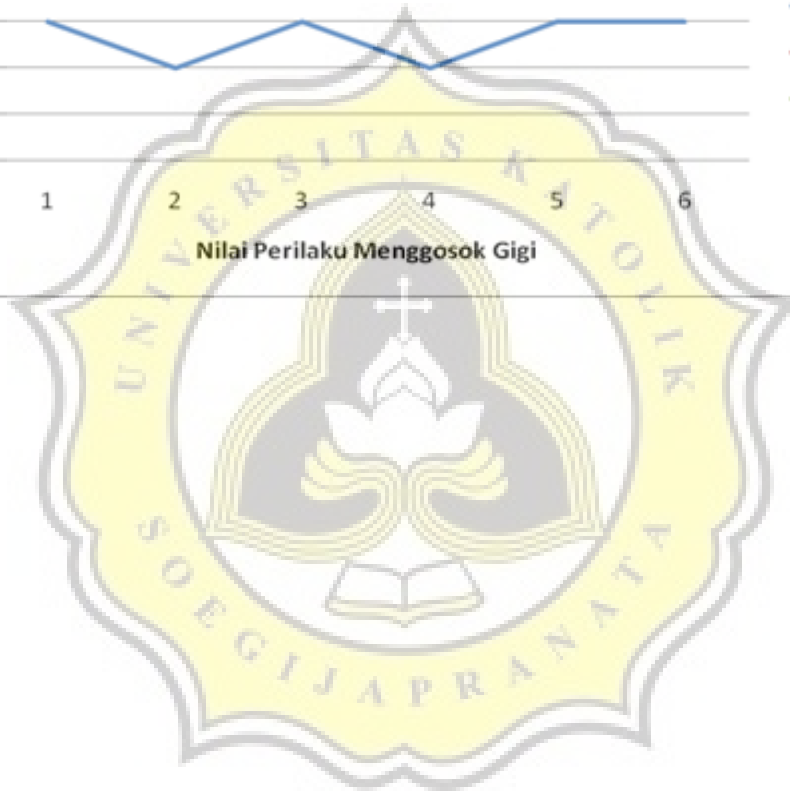 1 2 3 4 5 6
Nilai Perilaku Menggosok Gigi
UNIVERSITAS KATOLIK
SOEGIJAPRANATA